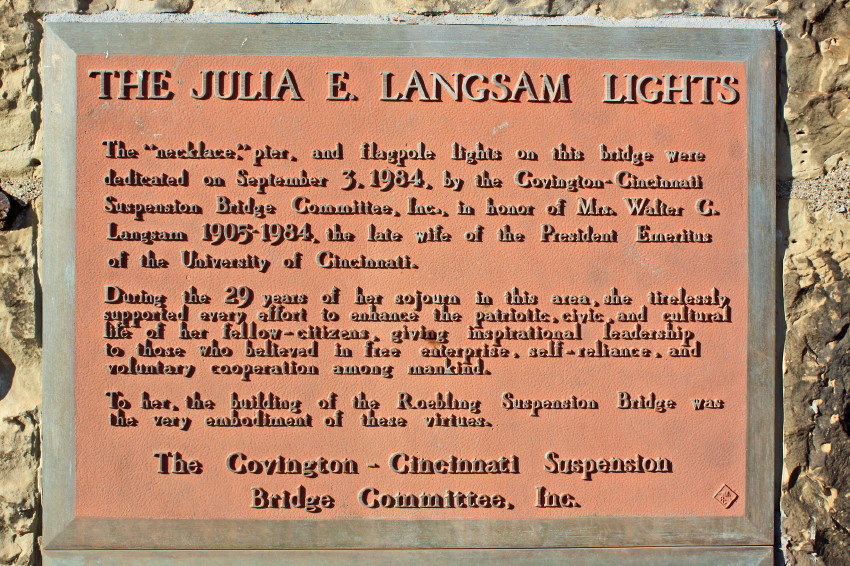 THE JULIA E. LANGSAM LIGHTS
The "necklace," pier, and flagpole lights on this bridge were
dedicated on September 3, 1984, by the Covington-Cincinnati
Suspension Bridge Committee, Inc., in honor of Mrs. Walter C.
Langsam 1905-1984, the late wife of the President Emeritus
of the University of Cincinnati.
During the 29 years of her sojourn in this area, she tirelessly
supported every effort to enhance the patriotic, civic, and cultural
life of her fellow-citizens, giving inspirational leadership
to those who believed in free enterprise, self-reliance, and
voluntary cooperation among mankind.
To her, the building of the Roebling Suspension Bridge was
the very embodiment of these virtues.
The Covington - Cincinnati Suspension
Bridge Committee, Inc.